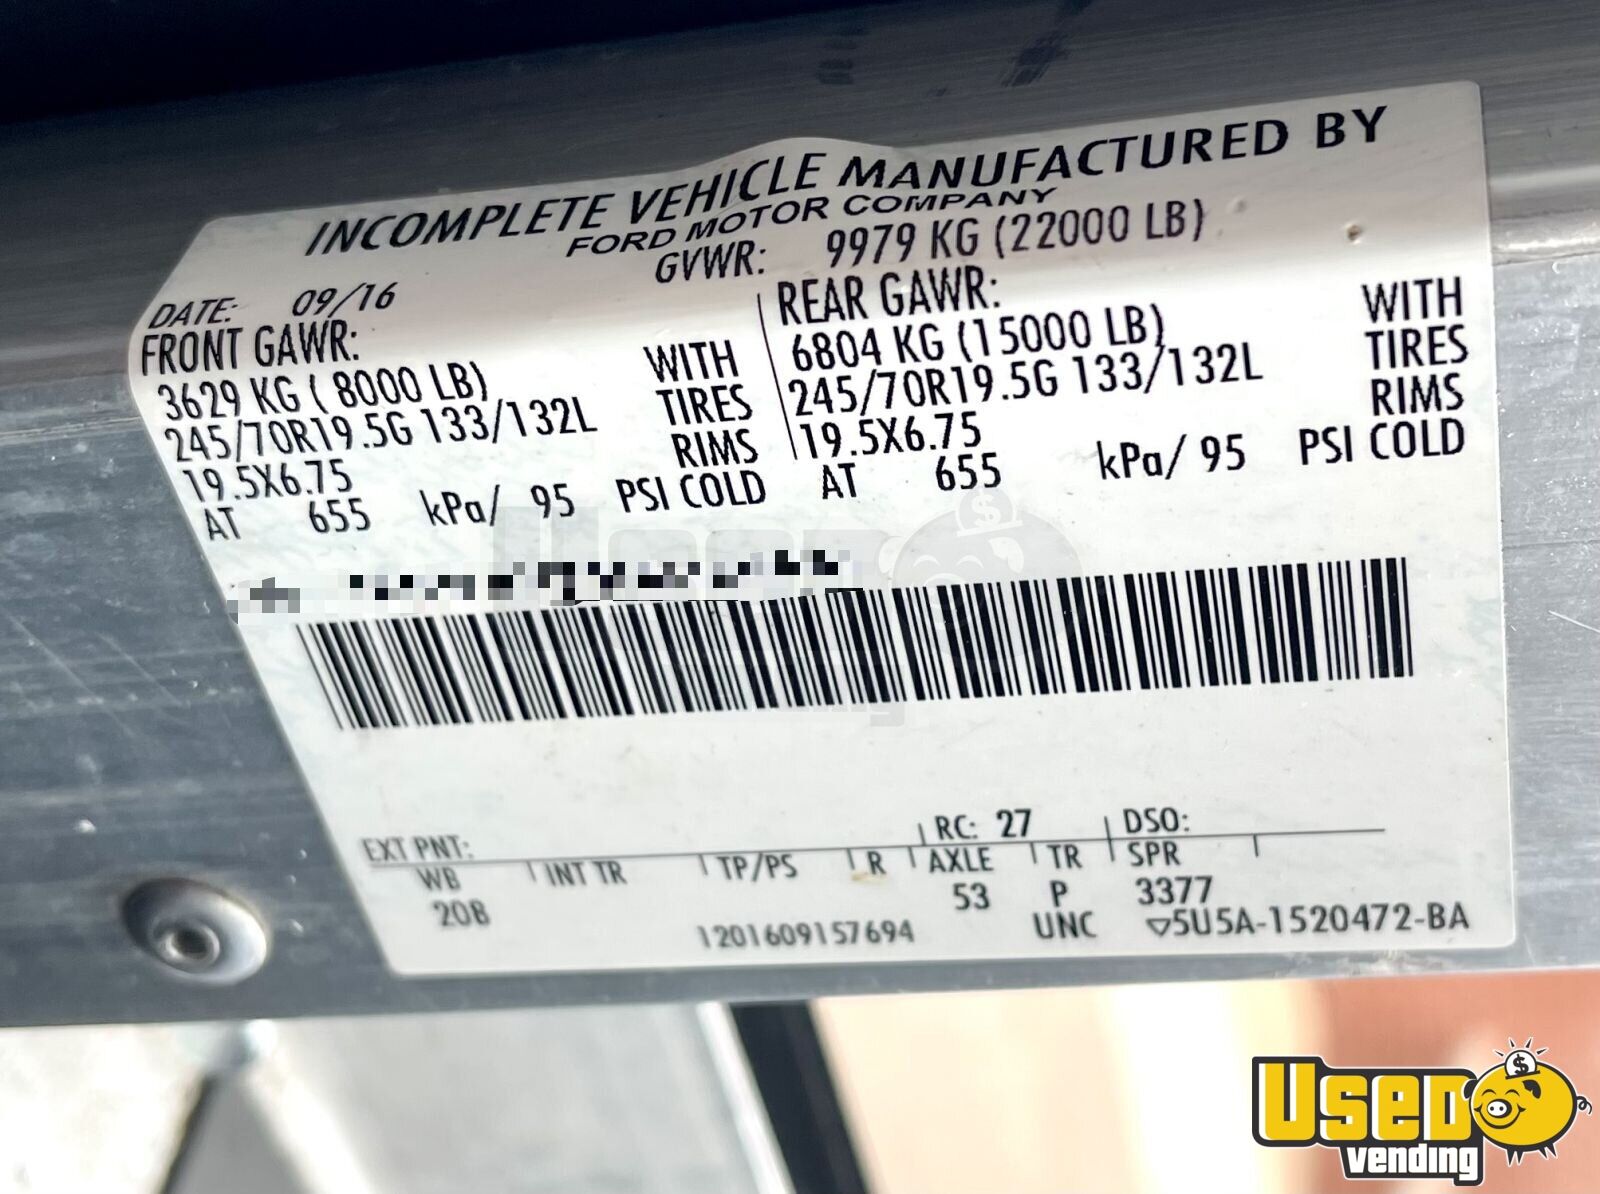 INCOMPLETE VEHICLE MANUFACTURED BY
FORD MOTOR COMPANY
DATE: 09/16
GVWR: 9979 KG (22000 LB)
FRONT GAWR:
3629 KG ( 8000 LB) WITH
245/70R19.5G 133/132L TIRES
19.5X6.75 RIMS
AT 655 kPa/ 95 PSI COLD
REAR GAWR:
6804 KG (15000 LB) WITH
245/70R19.5G 133/132L TIRES
19.5X6.75 RIMS
AT 655 kPa/ 95 PSI COLD
EXT PNT: RC: 27 DSO:
WB INT TR TP/PS R AXLE TR SPR
208 53 P 3377
1201609157694 UNC ▽5U5A-1520472-BA
USED
vending